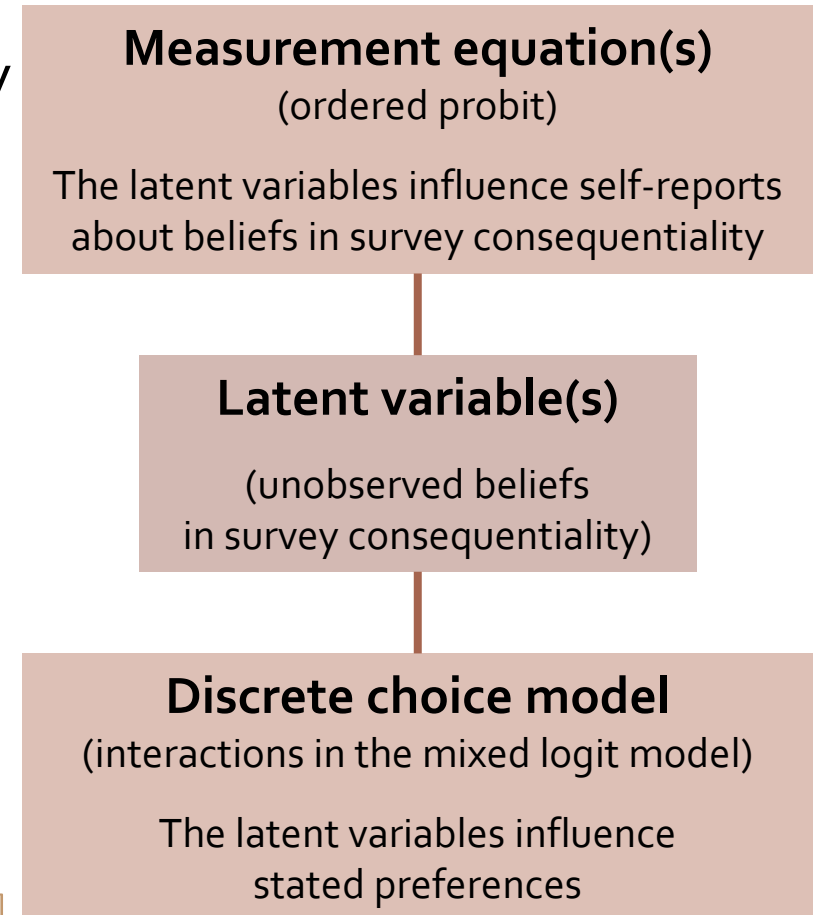 Measurement equation(s)
(ordered probit)
The latent variables influence self-reports
about beliefs in survey consequentiality
Latent variable(s)
(unobserved beliefs
in survey consequentiality)
Discrete choice model
(interactions in the mixed logit model)
The latent variables influence
stated preferences